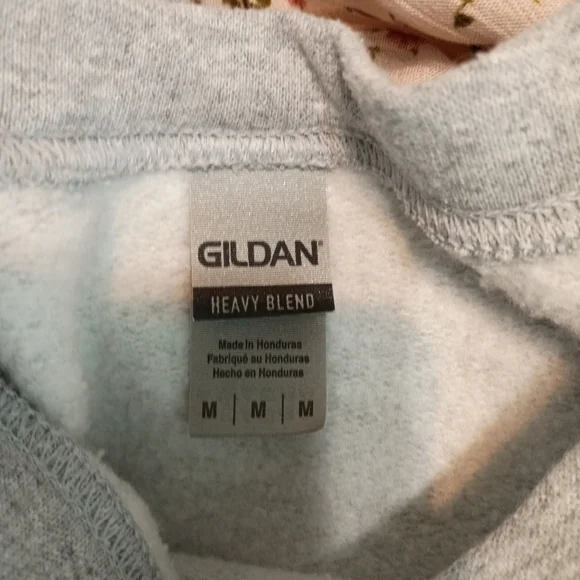 GILDAN®
HEAVY BLEND
Made in Honduras
Fabriqué au Honduras
Hecho en Honduras
M | M | M